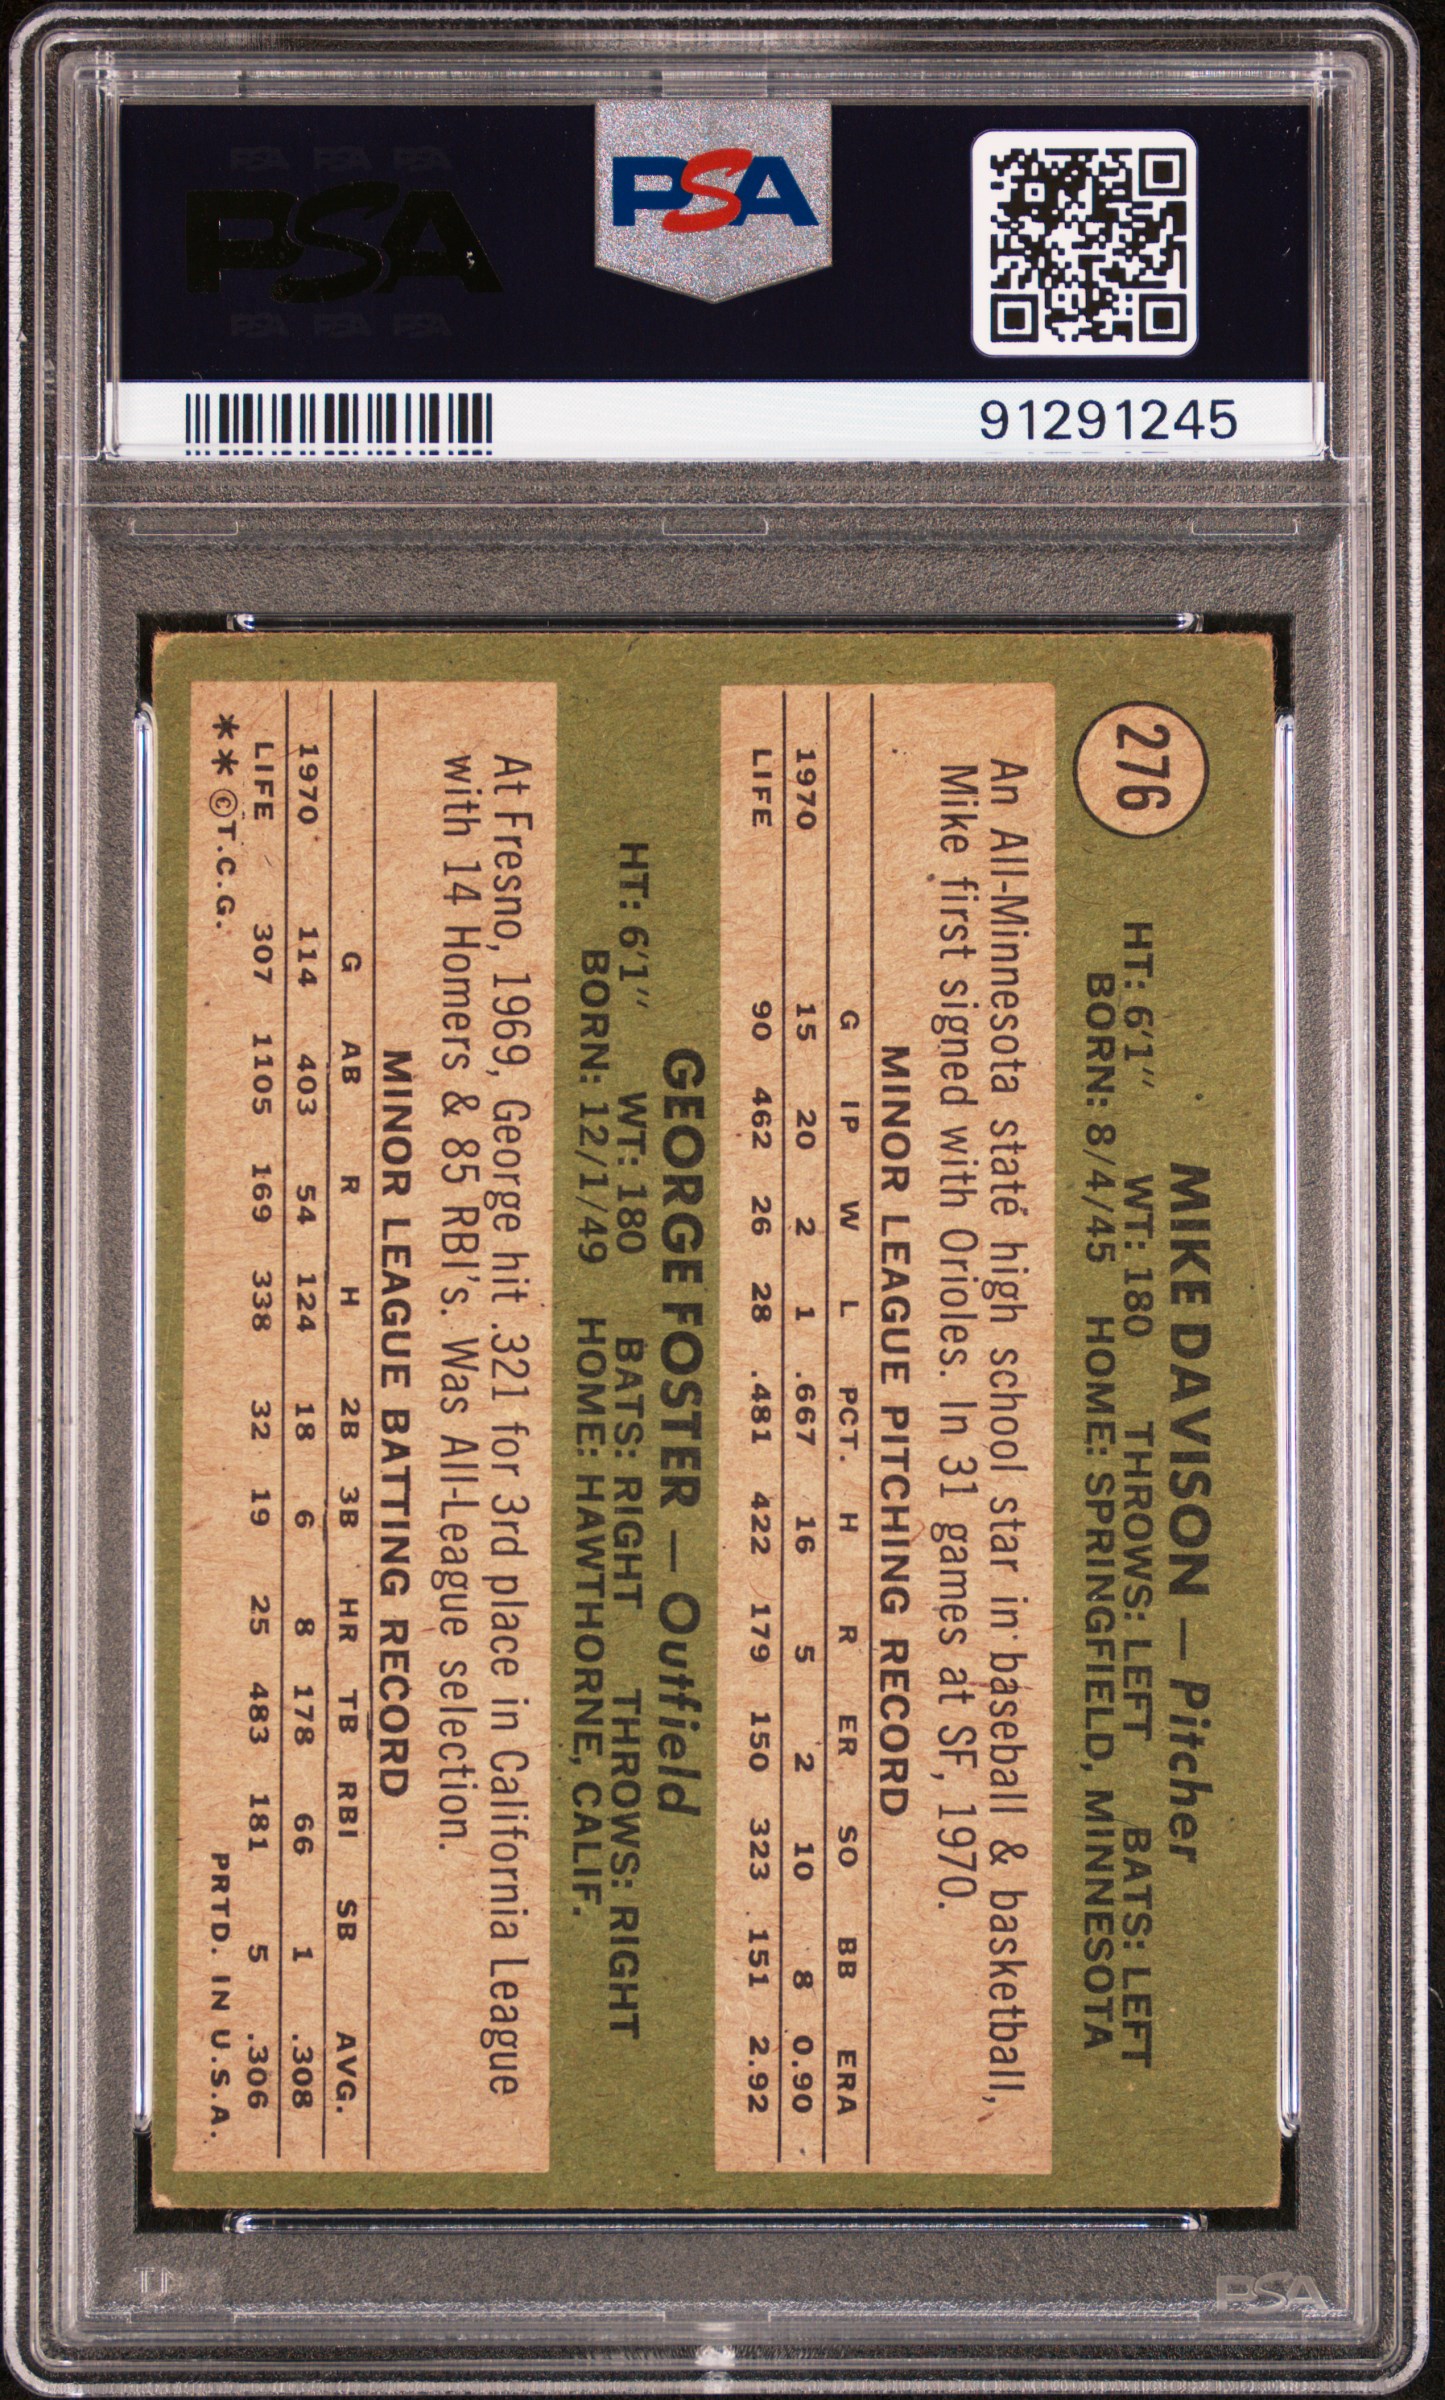 PSA PSA PSA
PSA
PSA PSA PSA
PSA
91291245
276
MIKE DAVISON — Pitcher
HT: 6'1" WT: 180 THROWS: LEFT BATS: LEFT
BORN: 8/4/45 HOME: SPRINGFIELD, MINNESOTA
An All-Minnesota state high school star in baseball & basketball,
Mike first signed with Orioles. In 31 games at SF, 1970.
MINOR LEAGUE PITCHING RECORD
G IP W L PCT. H R ER SO BB ERA
1970 15 20 2 1 .667 16 5 2 10 8 0.90
LIFE 90 462 26 28 .481 422 179 150 323 151 2.92
GEORGE FOSTER — Outfield
HT: 6'1" WT: 180 BATS: RIGHT THROWS: RIGHT
BORN: 12/1/49 HOME: HAWTHORNE, CALIF.
At Fresno, 1969, George hit .321 for 3rd place in California League
with 14 Homers & 85 RBI's. Was All-League selection.
MINOR LEAGUE BATTING RECORD
G AB R H 2B 3B HR TB RBI SB AVG.
1970 114 403 54 124 18 6 8 178 66 1 .308
LIFE 307 1105 169 338 32 19 25 483 181 5 .306
**©T.C.G. PRTD. IN U.S.A.
PSA